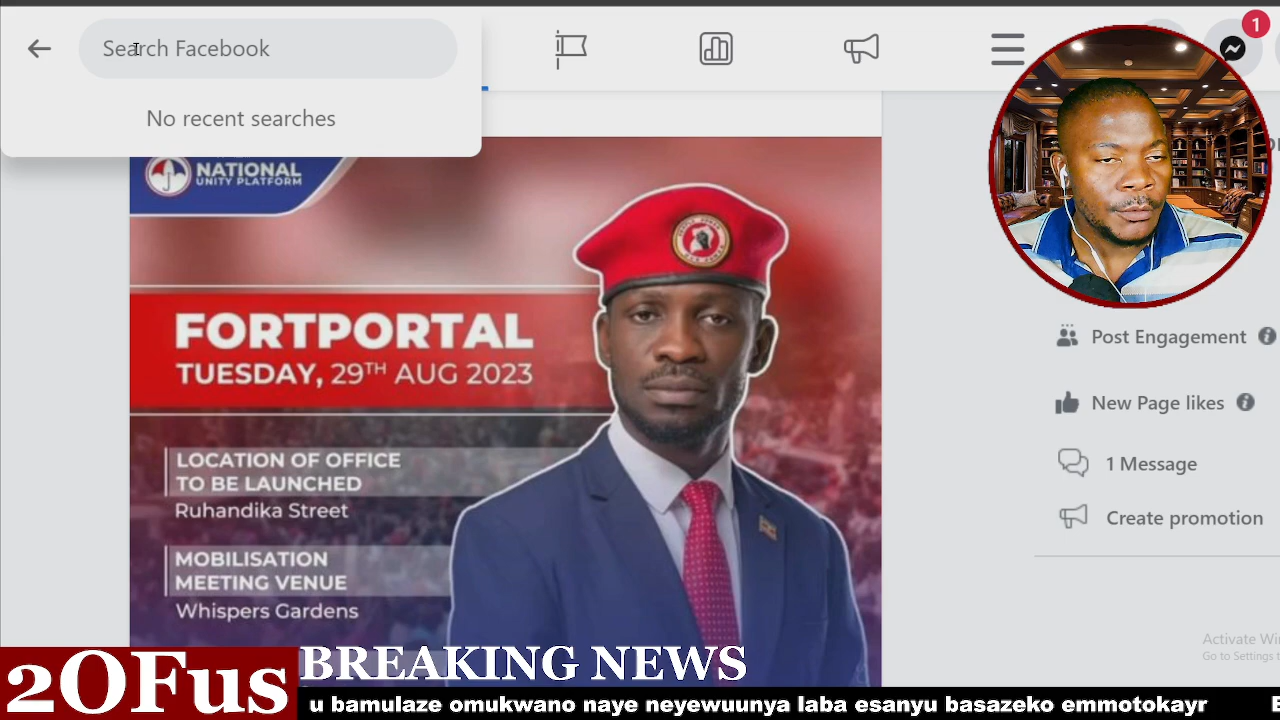 Search Facebook
1
No recent searches
NATIONAL
UNITY PLATFORM
FORTPORTAL
TUESDAY, 29TH AUG 2023
LOCATION OF OFFICE
TO BE LAUNCHED
Ruhandika Street
MOBILISATION
MEETING VENUE
Whispers Gardens
Post Engagement
New Page likes
1 Message
Create promotion
Activate Wi
Go to Settings t
2OFus
BREAKING NEWS
u bamulaze omukwano naye neyewuunya laba esanyu basazeko emmotokayr